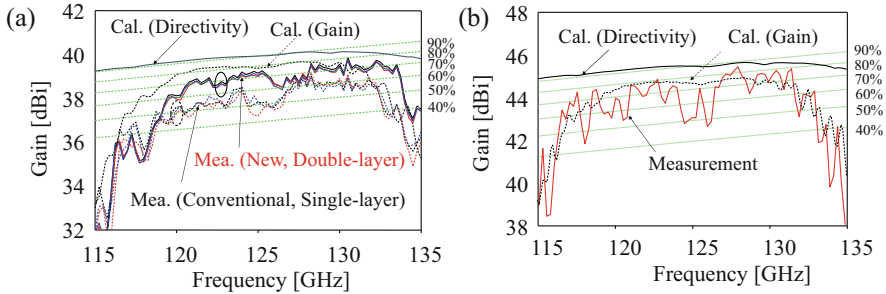 (a)
Gain [dBi]
42
40
38
36
34
32
Cal. (Directivity)
Cal. (Gain)
90%
80%
70%
60%
50%
40%
Mea. (New, Double-layer)
Mea. (Conventional, Single-layer)
115
120
125
130
135
Frequency [GHz]
(b)
Gain [dBi]
48
46
44
42
40
38
Cal. (Directivity)
Cal. (Gain)
90%
80%
70%
60%
50%
40%
Measurement
115
120
125
130
135
Frequency [GHz]